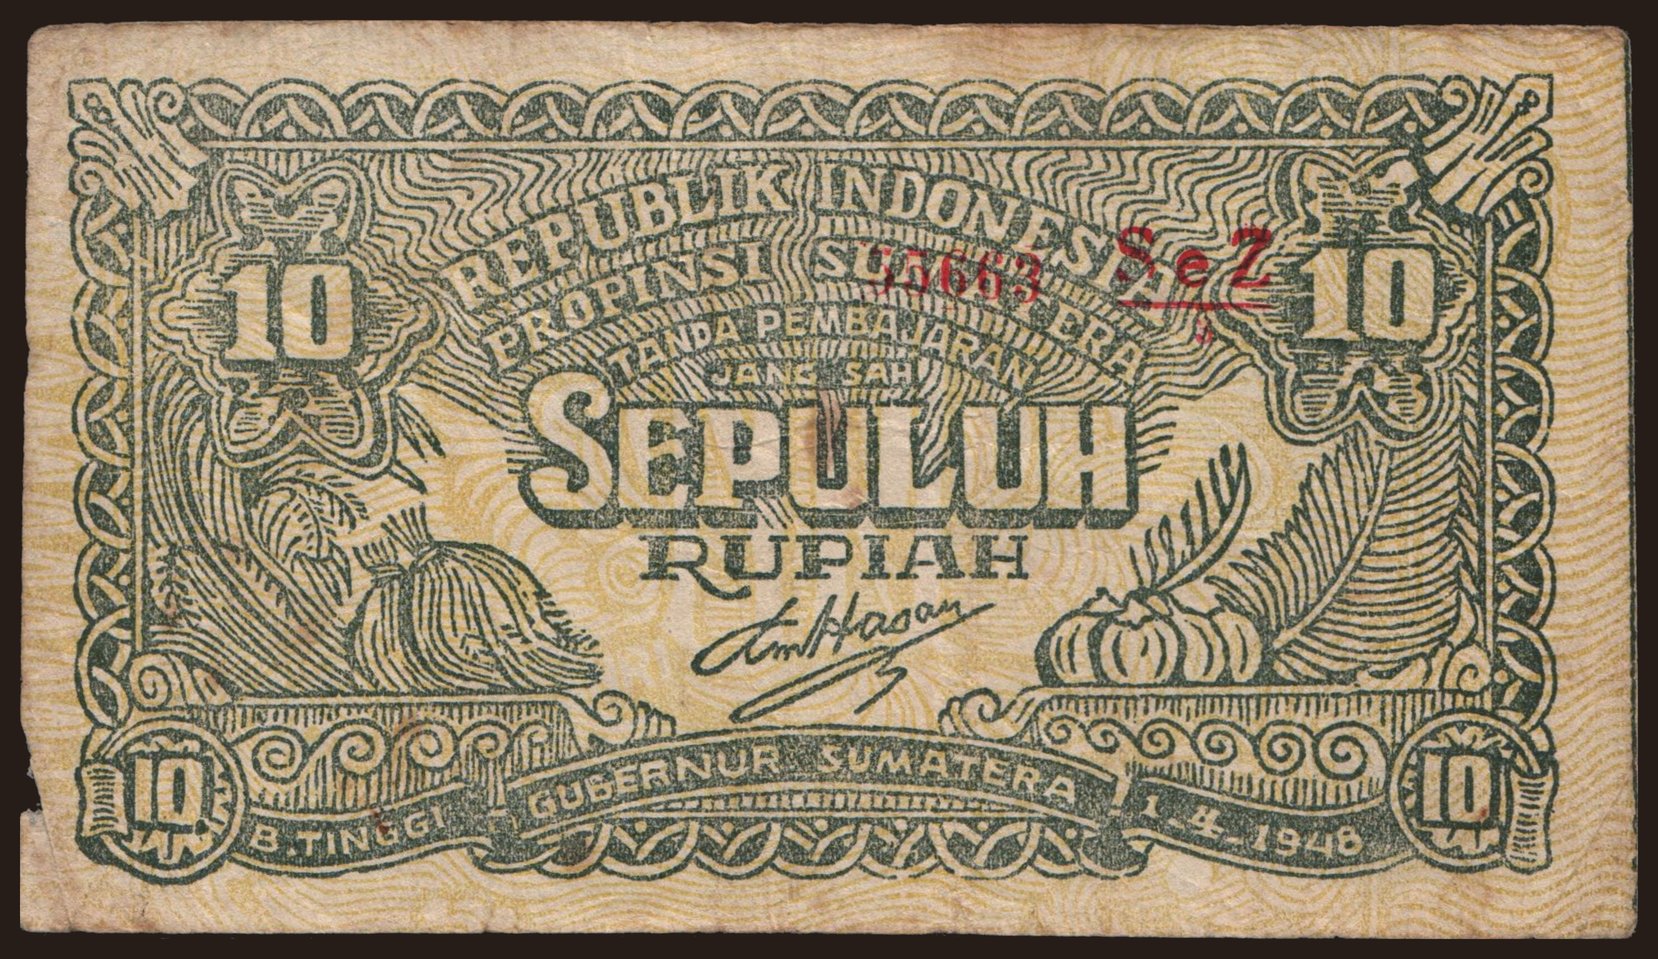 REPUBLIK INDONESIA
PROPINSI SUMATERA
55663
SeZ
TANDA PEMBAJARAN
JANG SAH
10
10
SEPULUH
RUPIAH
TmHasan
GUBERNUR SUMATERA
10
B.TINGGI
1-4-1948
10